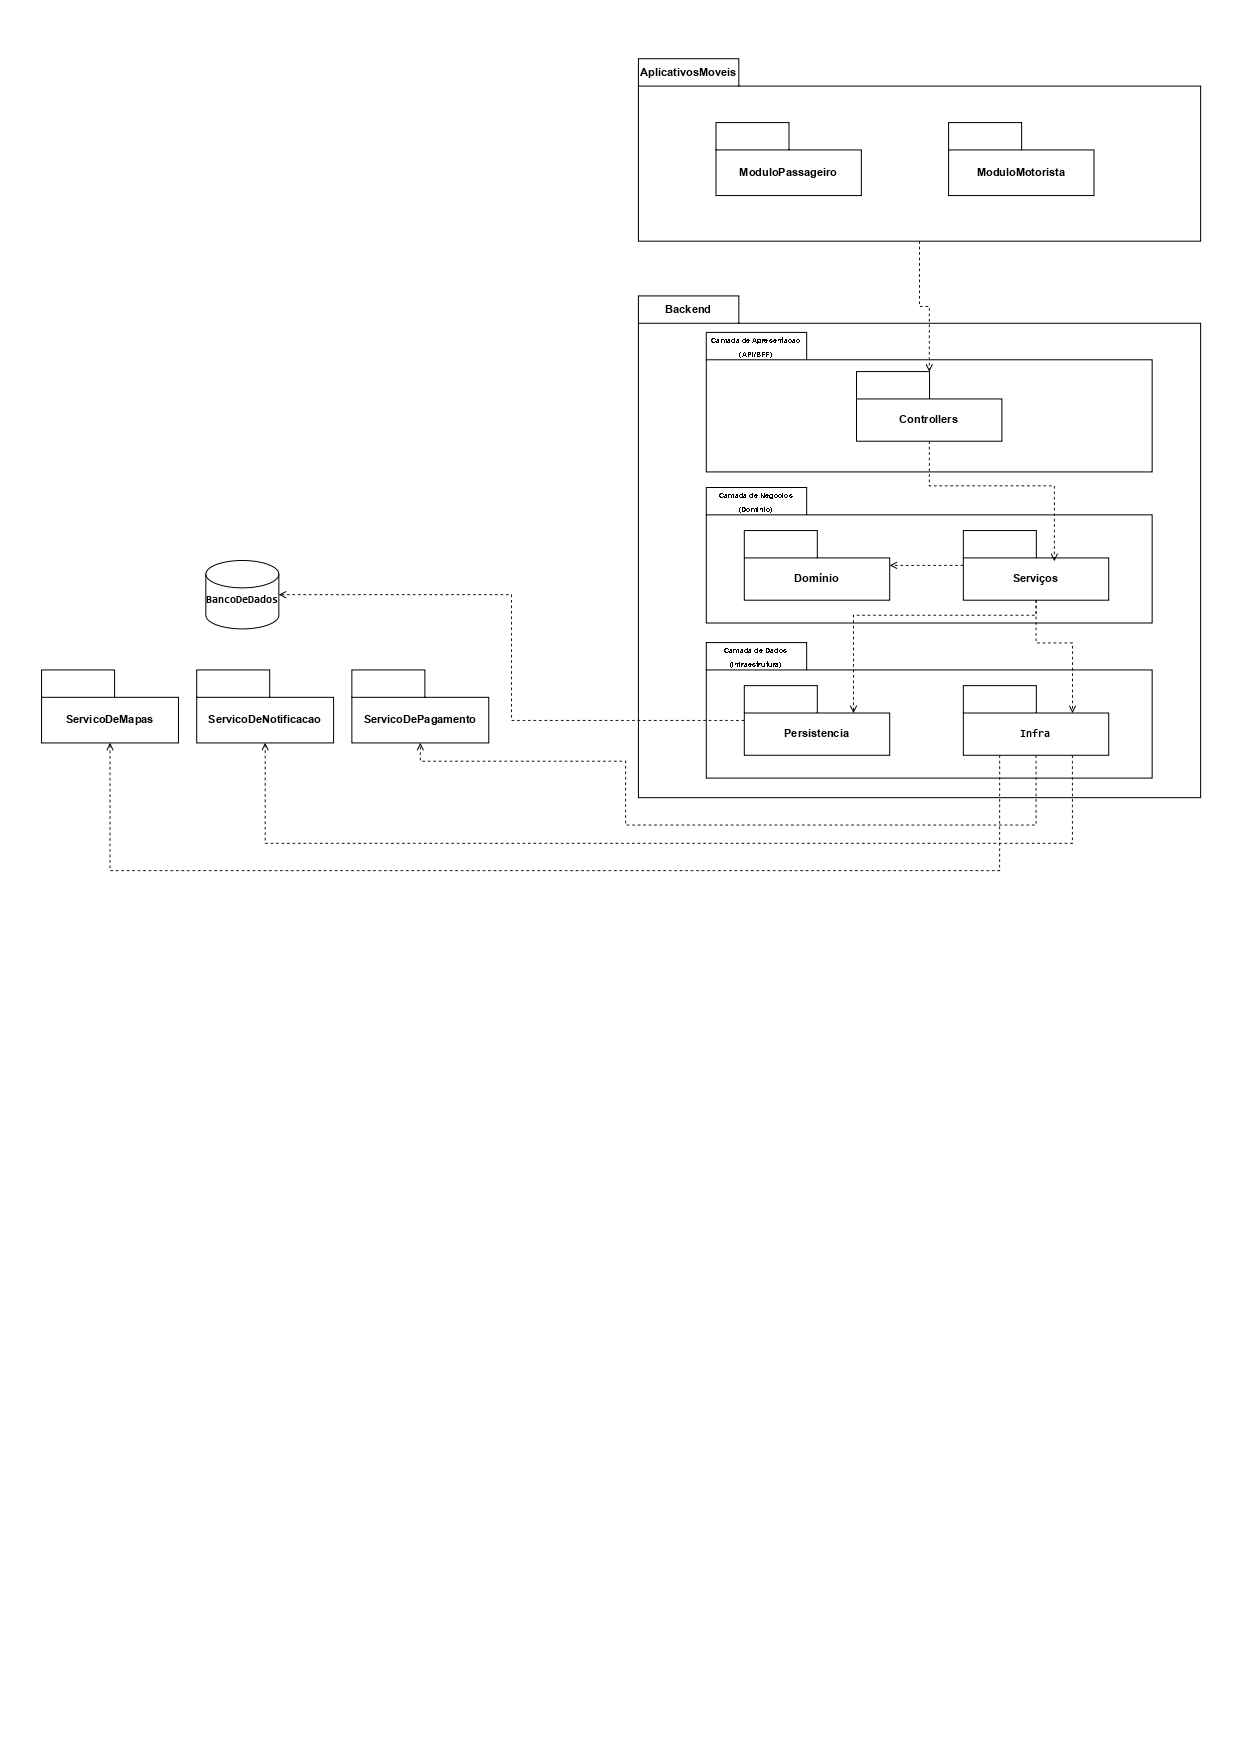 AplicativosMoveis
ModuloPassageiro
ModuloMotorista
Backend
Camada de Apresentacao
(API/BFF)
Controllers
Camada de Negocios
(Dominio)
Domínio
Serviços
BancoDeDados
Camada de Dados
(Infraestrutura)
ServicoDeMapas
ServicoDeNotificacao
ServicoDePagamento
Persistencia
Infra